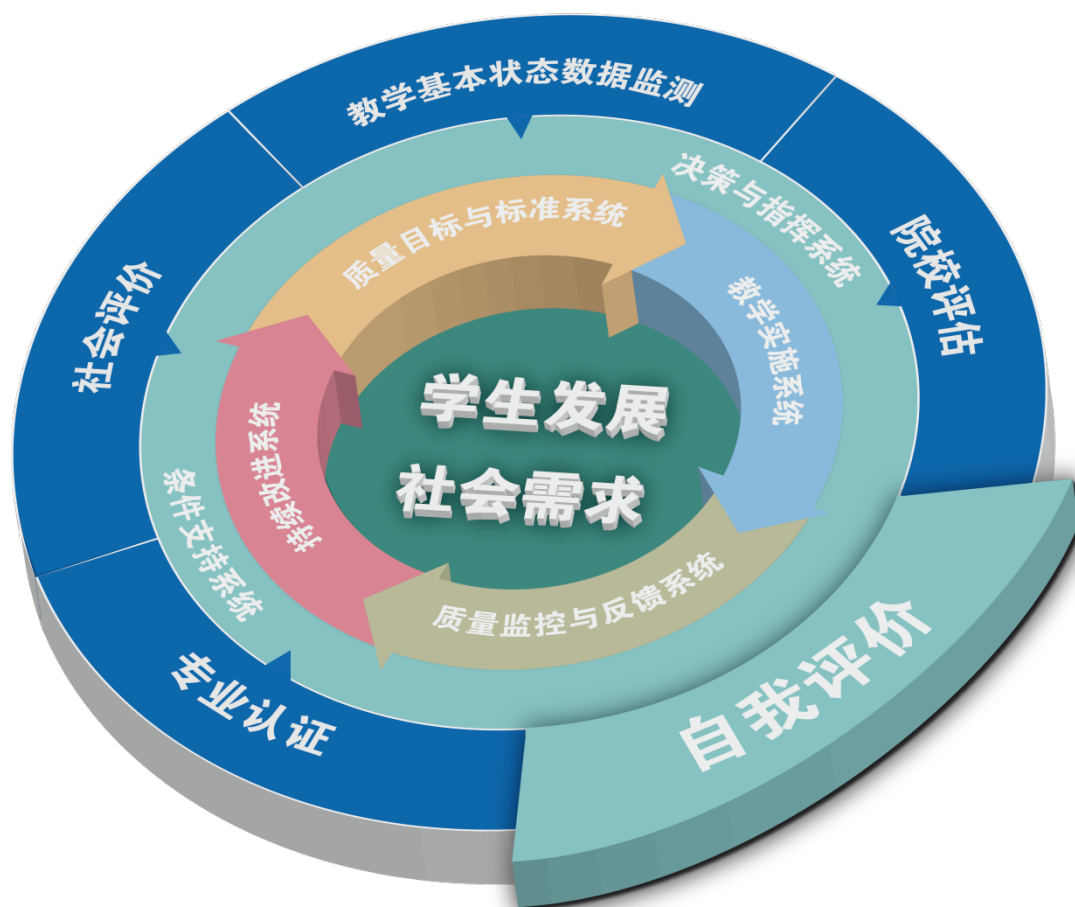 教学基本状态数据监测
决策与指挥系统
质量目标与标准系统
院校评估
社会评价
教学实施系统
学生发展
社会需求
持续改进系统
条件支持系统
质量监控与反馈系统
专业认证
自我评价